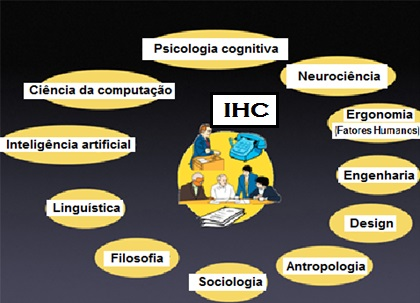 Psicologia cognitiva
Neurociência
Ciência da computação
IHC
Ergonomia
(Fatores Humanos)
Inteligência artificial
Engenharia
Linguística
Design
Filosofia
Antropologia
Sociologia